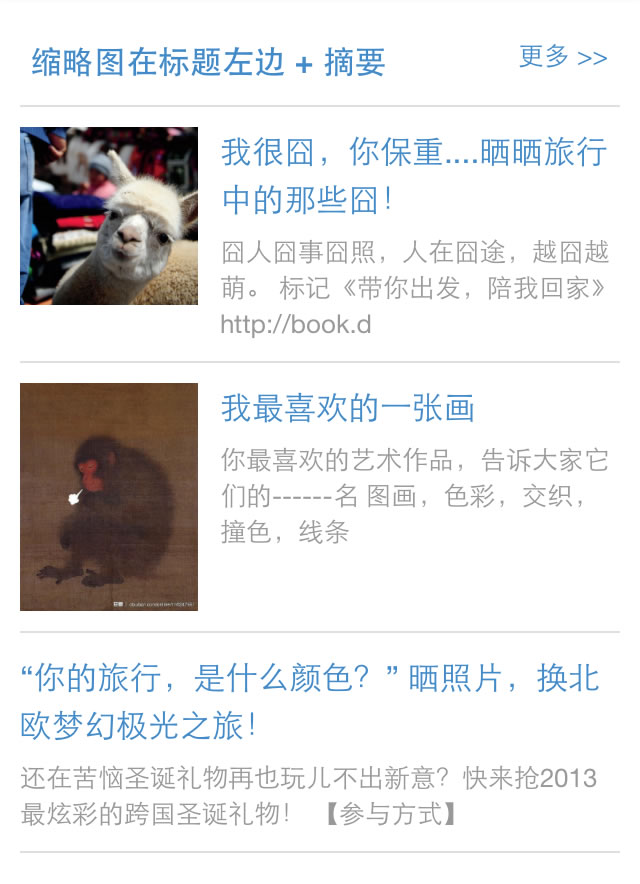 缩略图在标题左边 + 摘要
更多 >>
我很囧，你保重....晒晒旅行
中的那些囧！
囧人囧事囧照，人在囧途，越囧越
萌。 标记《带你出发，陪我回家》
http://book.d
我最喜欢的一张画
你最喜欢的艺术作品，告诉大家它
们的------名 图画，色彩，交织，
撞色，线条
“你的旅行，是什么颜色？” 晒照片，换北
欧梦幻极光之旅！
还在苦恼圣诞礼物再也玩儿不出新意？快来抢2013
最炫彩的跨国圣诞礼物！ 【参与方式】